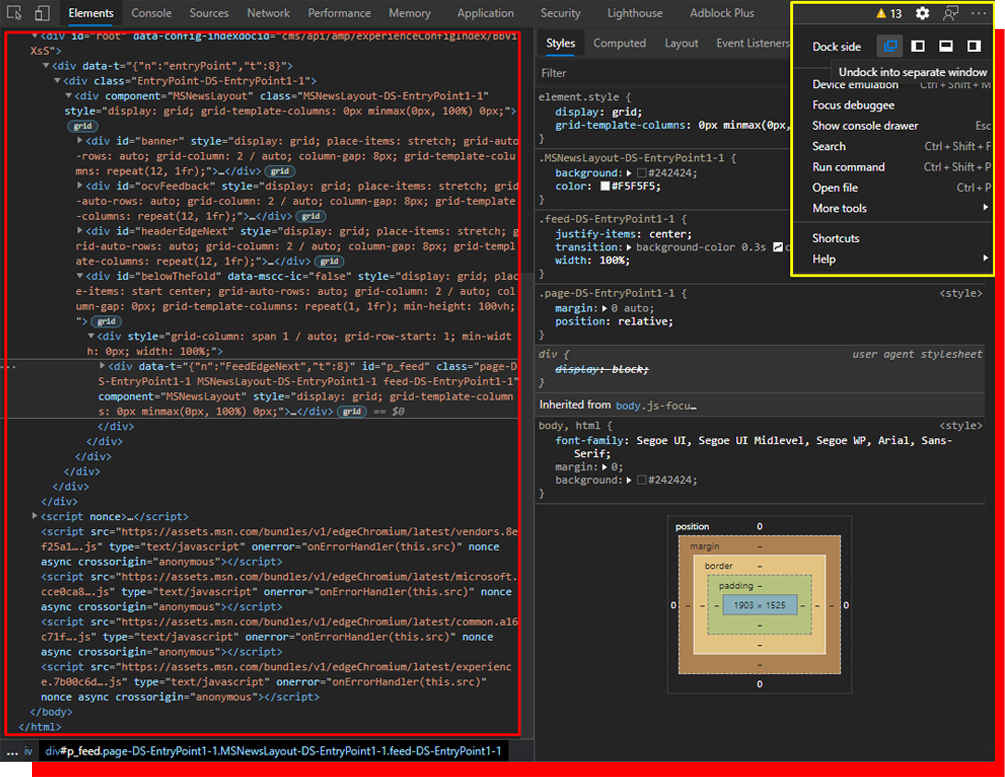 Elements Console Sources Network Performance Memory Application Security Lighthouse Adblock Plus 13
<div id="root" data-config-indexdocid="cms/api/amp/experienceConfigIndex/BBVi
XsS">
<div data-t="{"n":"entryPoint","t":8}">
<div class="EntryPoint-DS-EntryPoint1-1">
<div component="MSNewsLayout" class="MSNewsLayout-DS-EntryPoint1-1"
style="display: grid; grid-template-columns: 0px minmax(0px, 100%) 0px;">
grid
<div id="banner" style="display: grid; place-items: stretch; grid-auto
-rows: auto; grid-column: 2 / auto; column-gap: 8px; grid-template-colu
mns: repeat(12, 1fr);">…</div> grid
<div id="ocvFeedback" style="display: grid; place-items: stretch; grid-
auto-rows: auto; grid-column: 2 / auto; column-gap: 8px; grid-template
-columns: repeat(12, 1fr);">…</div> grid
<div id="headerEdgeNext" style="display: grid; place-items: stretch; g
rid-auto-rows: auto; grid-column: 2 / auto; column-gap: 8px; grid-templ
ate-columns: repeat(12, 1fr);">…</div> grid
<div id="belowTheFold" data-mscc-ic="false" style="display: grid; plac
e-items: start center; grid-auto-rows: auto; grid-column: 2 / auto; col
umn-gap: 0px; grid-template-columns: repeat(1, 1fr); min-height: 100vh;
"> grid
<div style="grid-column: span 1 / auto; grid-row-start: 1; min-widt
h: 0px; width: 100%;">
… <div data-t="{"n":"FeedEdgeNext","t":8}" id="p_feed" class="page-D
S-EntryPoint1-1 MSNewsLayout-DS-EntryPoint1-1 feed-DS-EntryPoint1-1"
component="MSNewsLayout" style="display: grid; grid-template-column
s: 0px minmax(0px, 100%) 0px;">…</div> grid == $0
</div>
</div>
</div>
</div>
</div>
</div>
<script nonce>…</script>
<script src="https://assets.msn.com/bundles/v1/edgeChromium/latest/vendors.8e
f25a1….js" type="text/javascript" onerror="onErrorHandler(this.src)" nonce
async crossorigin="anonymous"></script>
<script src="https://assets.msn.com/bundles/v1/edgeChromium/latest/microsoft.
cce0ca8….js" type="text/javascript" onerror="onErrorHandler(this.src)" nonce
async crossorigin="anonymous"></script>
<script src="https://assets.msn.com/bundles/v1/edgeChromium/latest/common.a16
c71f….js" type="text/javascript" onerror="onErrorHandler(this.src)" nonce
async crossorigin="anonymous"></script>
<script src="https://assets.msn.com/bundles/v1/edgeChromium/latest/experienc
e.7b00c6d….js" type="text/javascript" onerror="onErrorHandler(this.src)"
nonce async crossorigin="anonymous"></script>
</body>
</html>
… iv div#p_feed.page-DS-EntryPoint1-1.MSNewsLayout-DS-EntryPoint1-1.feed-DS-EntryPoint1-1
Styles Computed Layout Event Listeners
Filter
element.style {
display: grid;
grid-template-columns: 0px minmax(0px,
}
.MSNewsLayout-DS-EntryPoint1-1 {
background: #242424;
color: #F5F5F5;
}
.feed-DS-EntryPoint1-1 {
justify-items: center;
transition: background-color 0.3s c
width: 100%;
}
.page-DS-EntryPoint1-1 { <style>
margin: 0 auto;
position: relative;
}
div { user agent stylesheet
display: block;
}
Inherited from body.js-focu…
body, html { <style>
font-family: Segoe UI, Segoe UI Midlevel, Segoe WP, Arial, Sans-
Serif;
margin: 0;
background: #242424;
}
position 0
margin –
border –
padding –
0 – – – 1903 × 1525 – – – 0
–
–
–
0
Dock side
Undock into separate window
Device emulation Ctrl + Shift + M
Focus debuggee
Show console drawer Esc
Search Ctrl + Shift + F
Run command Ctrl + Shift + P
Open file Ctrl + P
More tools
Shortcuts
Help